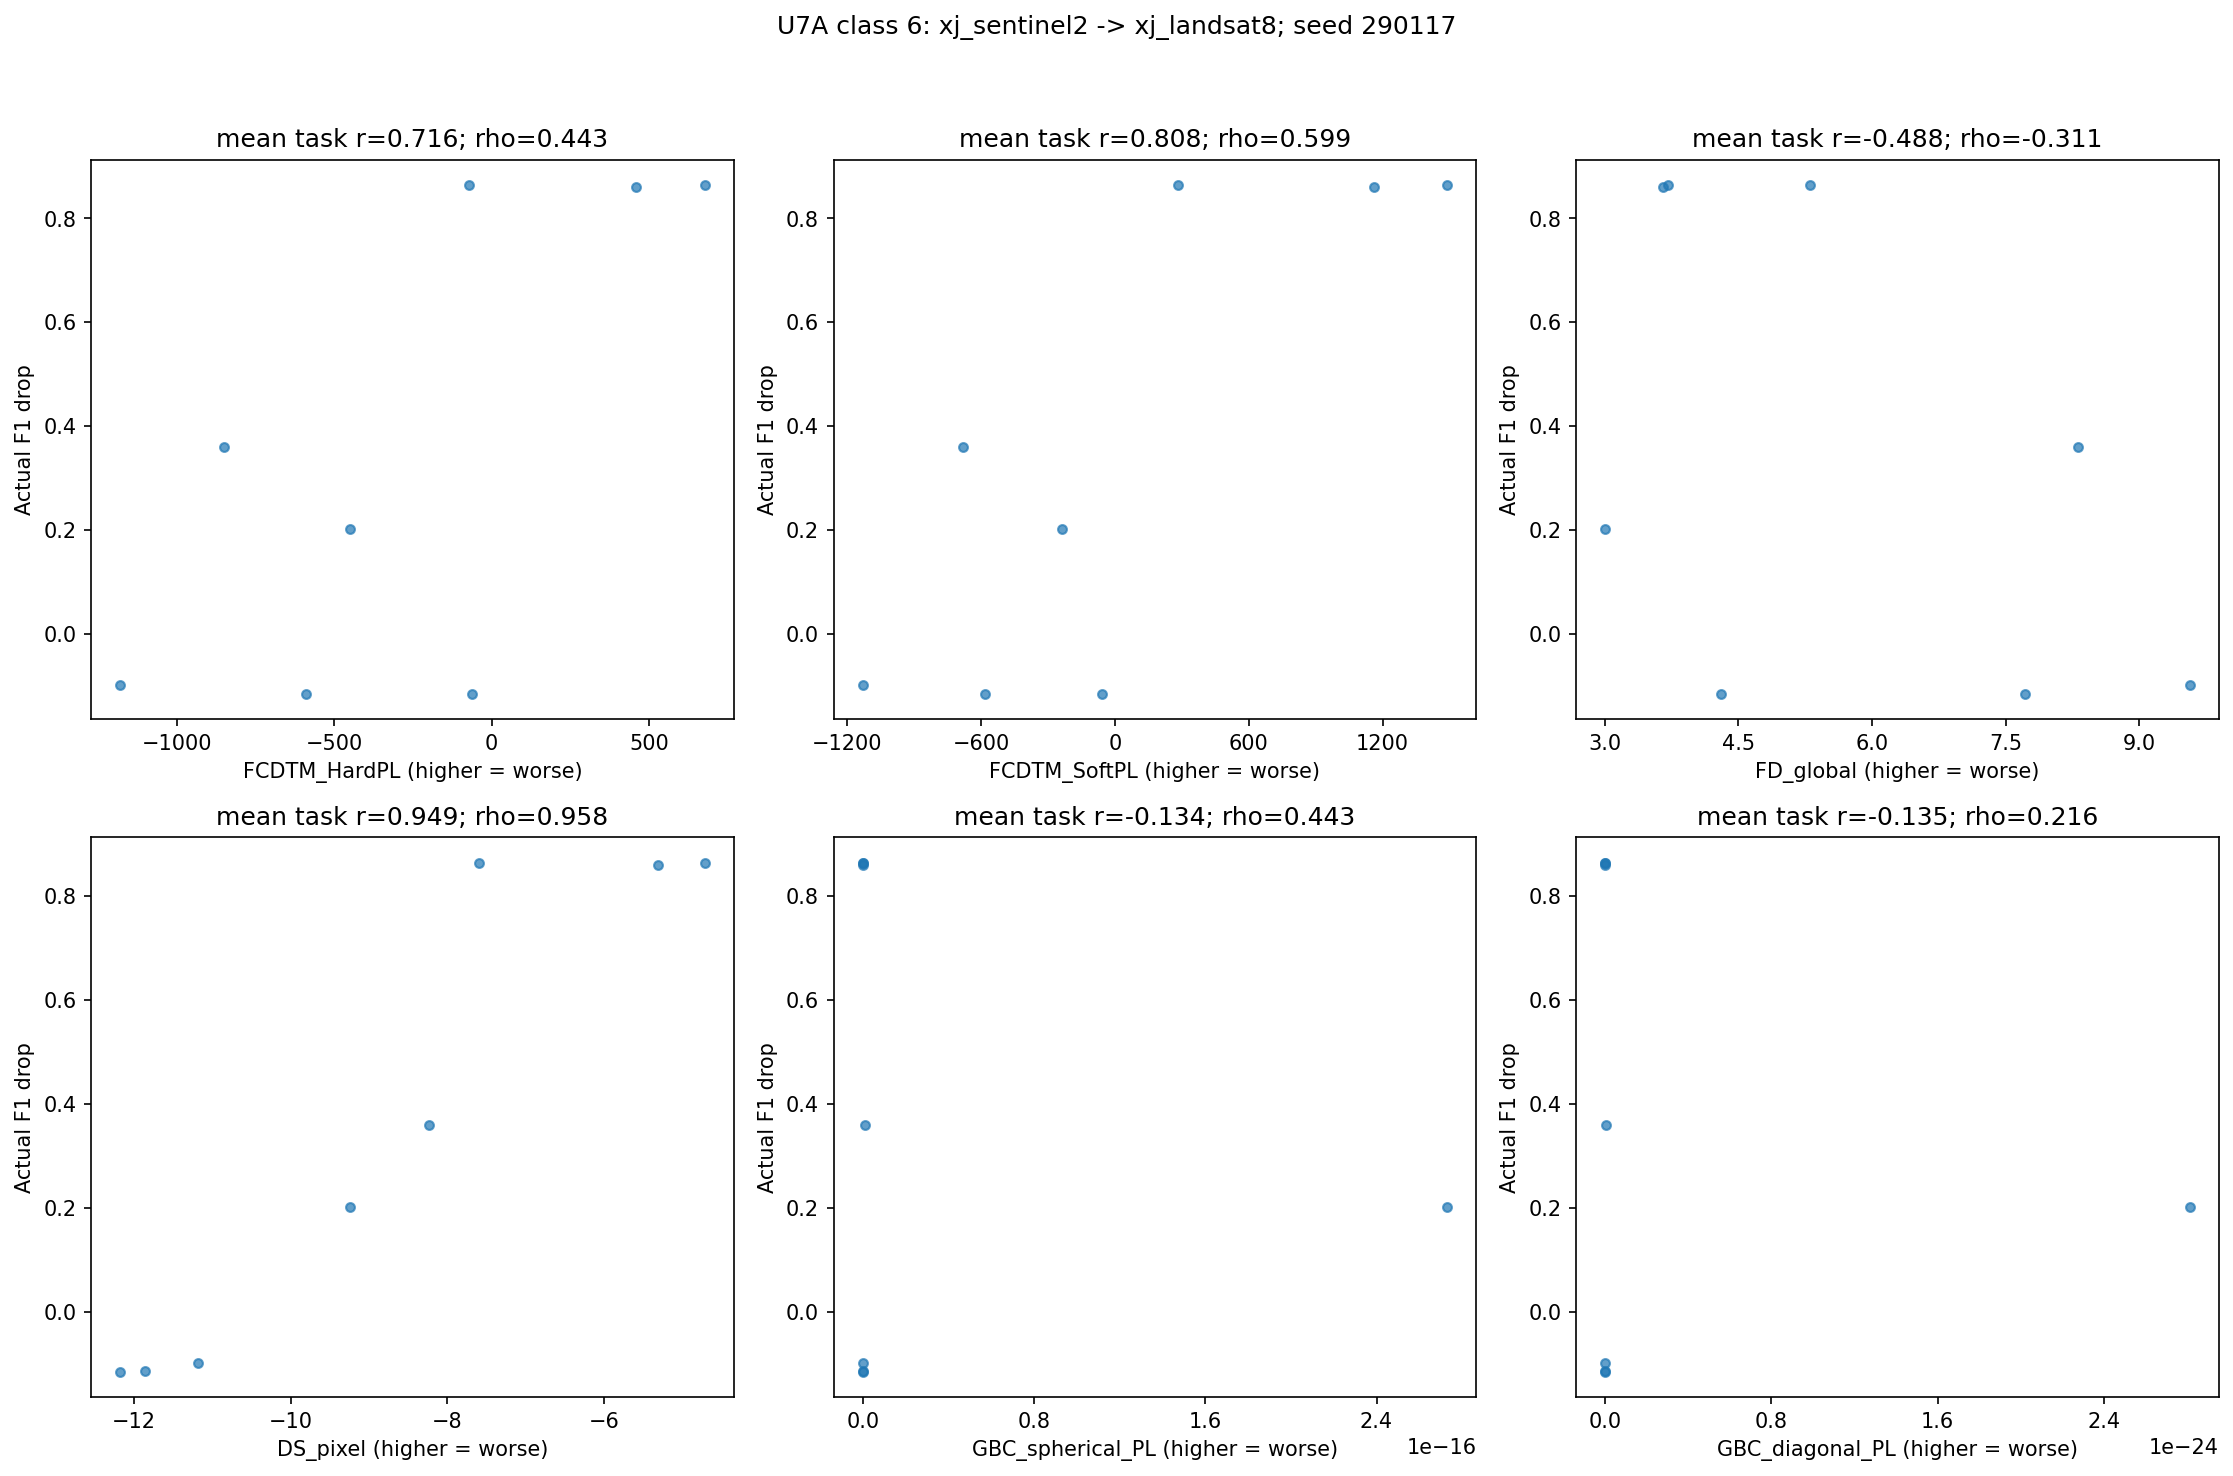 U7A class 6: xj_sentinel2 -> xj_landsat8; seed 290117
mean task r=0.716; rho=0.443
Actual F1 drop
0.8
0.6
0.4
0.2
0.0
−1000
−500
0
500
FCDTM_HardPL (higher = worse)
mean task r=0.808; rho=0.599
Actual F1 drop
0.8
0.6
0.4
0.2
0.0
−1200
−600
0
600
1200
FCDTM_SoftPL (higher = worse)
mean task r=-0.488; rho=-0.311
Actual F1 drop
0.8
0.6
0.4
0.2
0.0
3.0
4.5
6.0
7.5
9.0
FD_global (higher = worse)
mean task r=0.949; rho=0.958
Actual F1 drop
0.8
0.6
0.4
0.2
0.0
−12
−10
−8
−6
DS_pixel (higher = worse)
mean task r=-0.134; rho=0.443
Actual F1 drop
0.8
0.6
0.4
0.2
0.0
0.0
0.8
1.6
2.4
1e−16
GBC_spherical_PL (higher = worse)
mean task r=-0.135; rho=0.216
Actual F1 drop
0.8
0.6
0.4
0.2
0.0
0.0
0.8
1.6
2.4
1e−24
GBC_diagonal_PL (higher = worse)